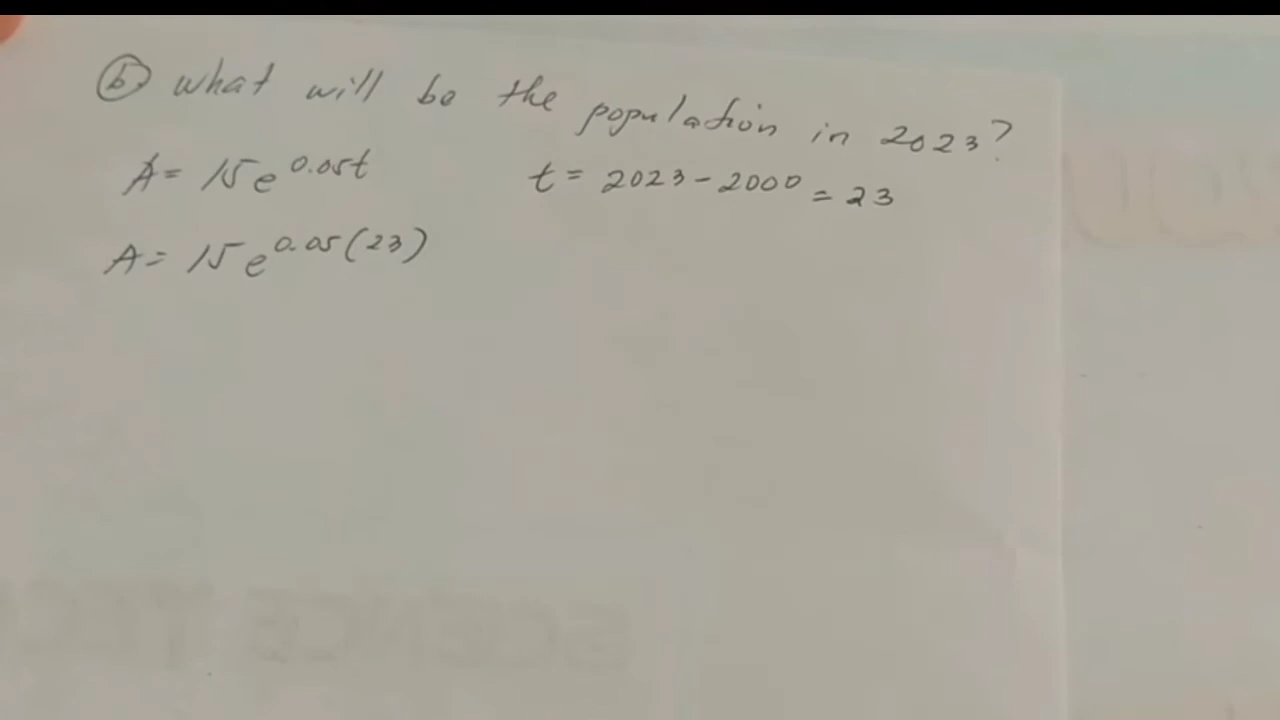 ⓑ What will be the population in 2023?
A = 15e^0.05t t = 2023 - 2000 = 23
A = 15e^0.05(23)